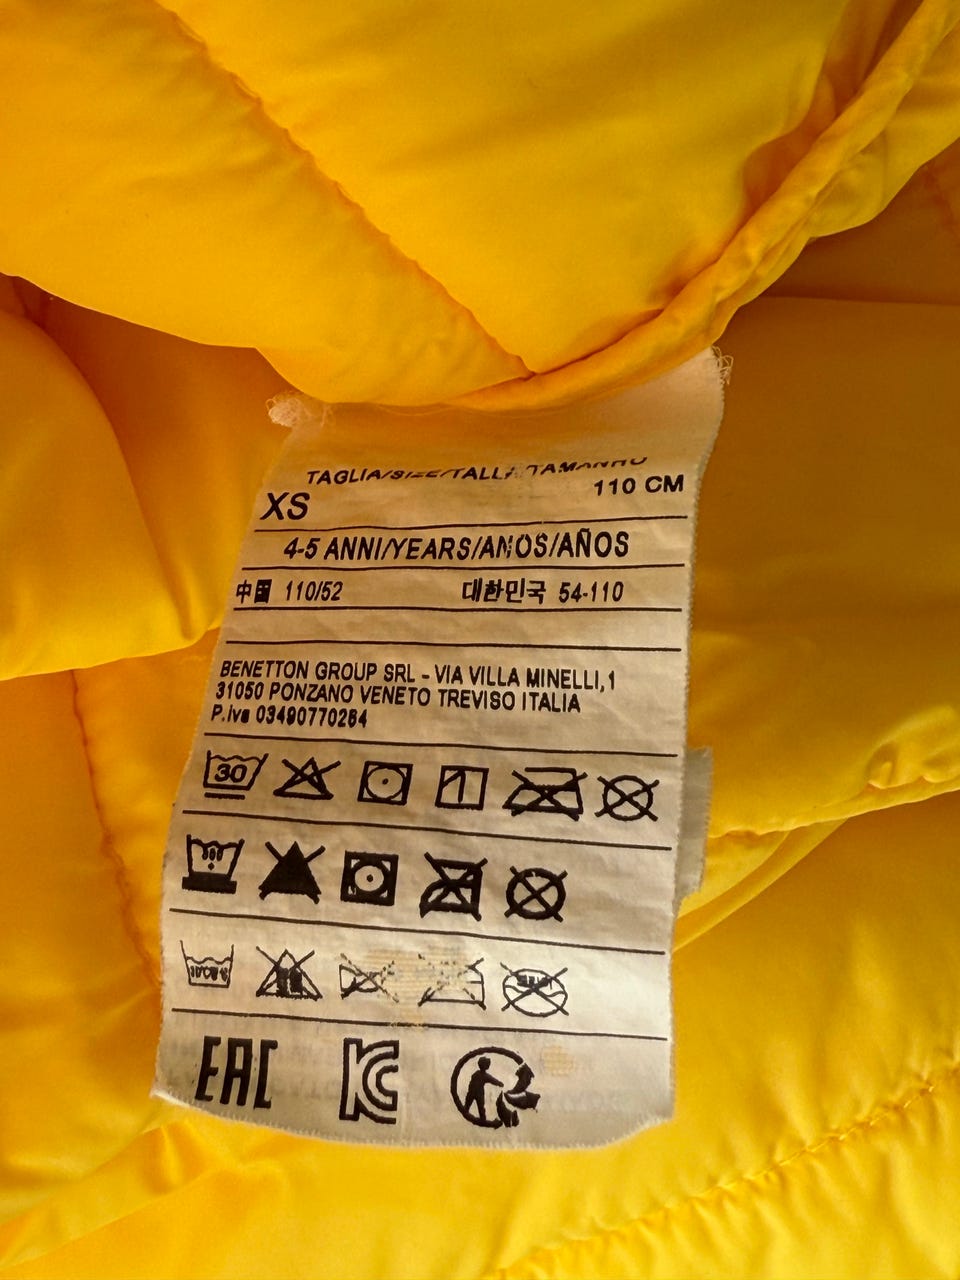 TAGLIA/SIZE/TALLA/TAMANHO
XS 110 CM
4-5 ANNI/YEARS/ANOS/AÑOS
中国 110/52 대한민국 54-110
BENETTON GROUP SRL - VIA VILLA MINELLI,1
31050 PONZANO VENETO TREVISO ITALIA
P.iva 03490770264
30
EAC KC